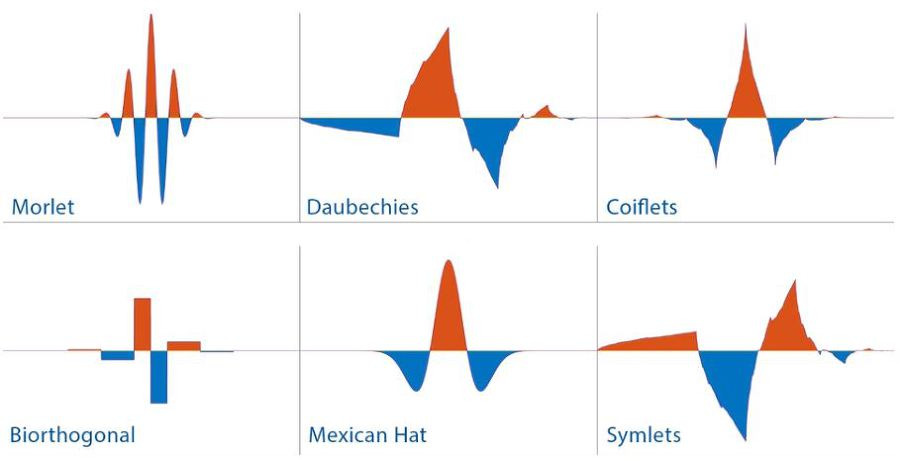 Morlet
Daubechies
Coiflets
Biorthogonal
Mexican Hat
Symlets